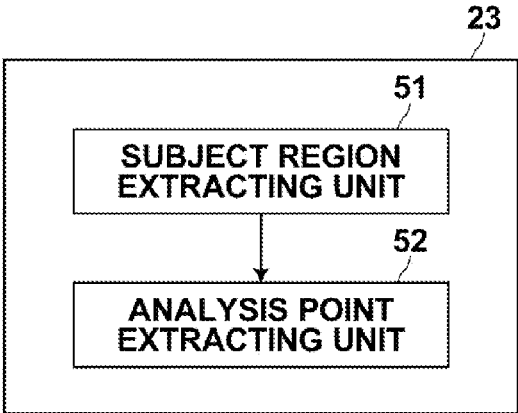 23
51
SUBJECT REGION
EXTRACTING UNIT
52
ANALYSIS POINT
EXTRACTING UNIT